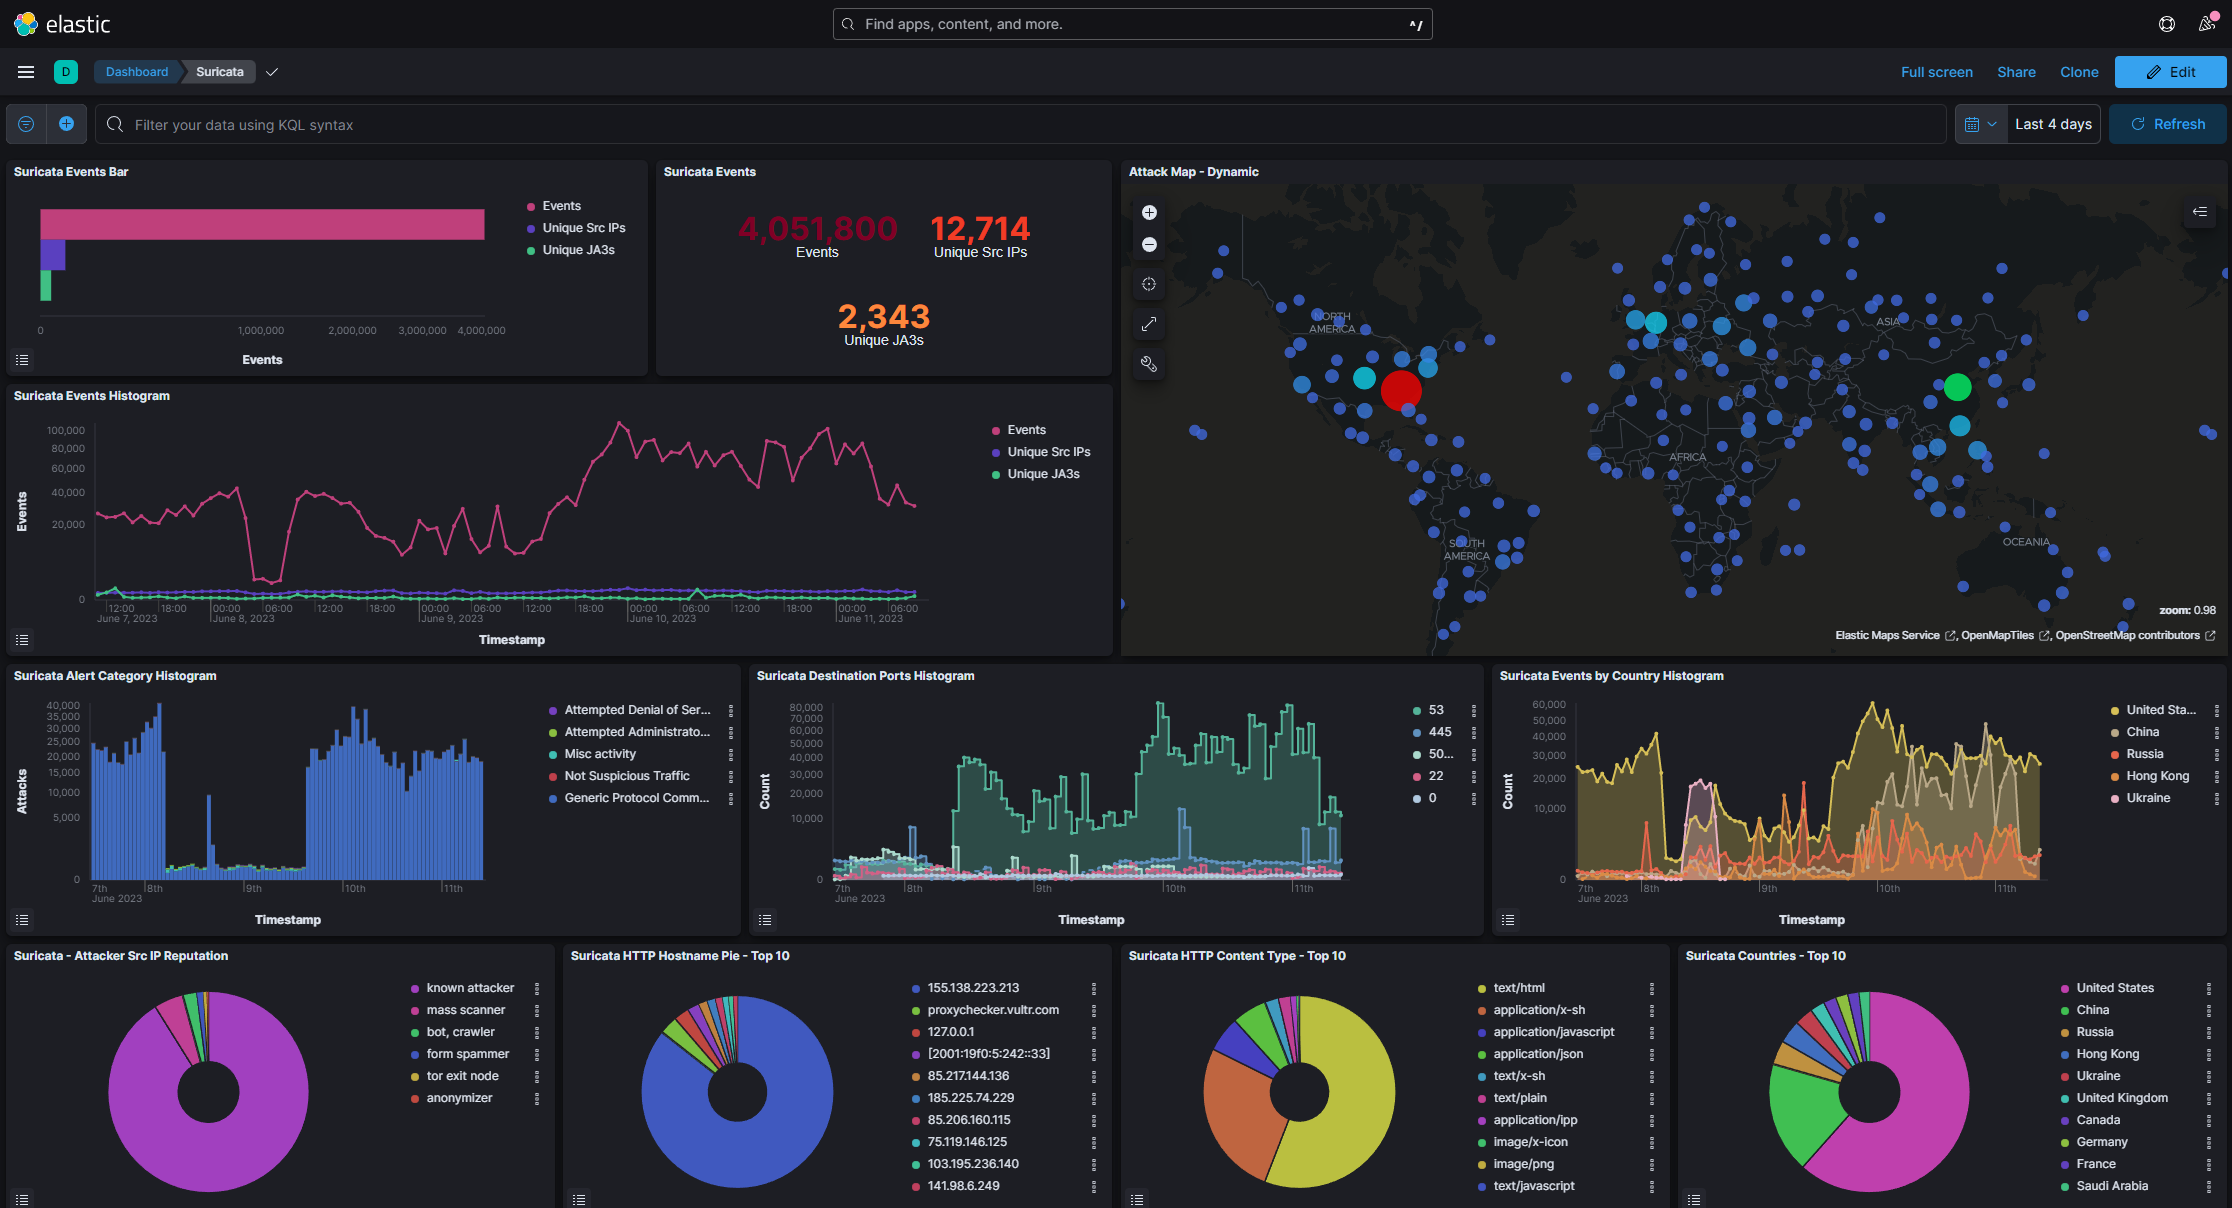 elastic
Find apps, content, and more.
^/
D
Dashboard
Suricata
Full screen
Share
Clone
Edit
Filter your data using KQL syntax
Last 4 days
Refresh
Suricata Events Bar
Events
Unique Src IPs
Unique JA3s
0
1,000,000
2,000,000
3,000,000
4,000,000
Events
Suricata Events
4,051,800
Events
12,714
Unique Src IPs
2,343
Unique JA3s
Attack Map - Dynamic
NORTH
AMERICA
ASIA
AFRICA
SOUTH
AMERICA
OCEANIA
zoom: 0.98
Elastic Maps Service, OpenMapTiles, OpenStreetMap contributors
Suricata Events Histogram
100,000
80,000
60,000
40,000
20,000
0
Events
12:00
18:00
00:00
06:00
12:00
18:00
00:00
06:00
12:00
18:00
00:00
06:00
12:00
18:00
00:00
06:00
June 7, 2023
June 8, 2023
June 9, 2023
June 10, 2023
June 11, 2023
Timestamp
Events
Unique Src IPs
Unique JA3s
Suricata Alert Category Histogram
40,000
35,000
30,000
25,000
20,000
15,000
10,000
5,000
0
Attacks
7th
8th
9th
10th
11th
June 2023
Timestamp
Attempted Denial of Ser...
Attempted Administrato...
Misc activity
Not Suspicious Traffic
Generic Protocol Comm...
Suricata Destination Ports Histogram
80,000
70,000
60,000
50,000
40,000
30,000
20,000
10,000
0
Count
7th
8th
9th
10th
11th
June 2023
Timestamp
53
445
50...
22
0
Suricata Events by Country Histogram
60,000
50,000
40,000
30,000
20,000
10,000
0
Count
7th
8th
9th
10th
11th
June 2023
Timestamp
United Sta...
China
Russia
Hong Kong
Ukraine
Suricata - Attacker Src IP Reputation
known attacker
mass scanner
bot, crawler
form spammer
tor exit node
anonymizer
Suricata HTTP Hostname Pie - Top 10
155.138.223.213
proxychecker.vultr.com
127.0.0.1
[2001:19f0:5:242::33]
85.217.144.136
185.225.74.229
85.206.160.115
75.119.146.125
103.195.236.140
141.98.6.249
Suricata HTTP Content Type - Top 10
text/html
application/x-sh
application/javascript
application/json
text/x-sh
text/plain
application/ipp
image/x-icon
image/png
text/javascript
Suricata Countries - Top 10
United States
China
Russia
Hong Kong
Ukraine
United Kingdom
Canada
Germany
France
Saudi Arabia